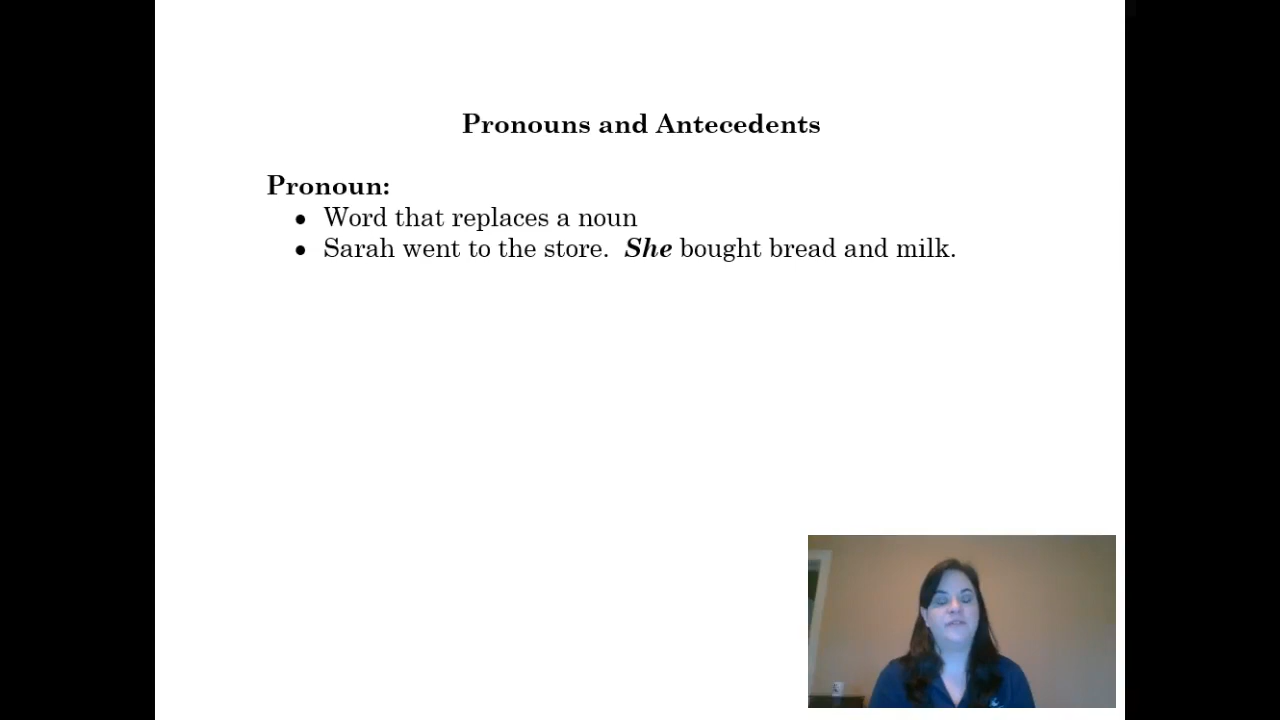 Pronouns and Antecedents
Pronoun:
• Word that replaces a noun
• Sarah went to the store.  She bought bread and milk.